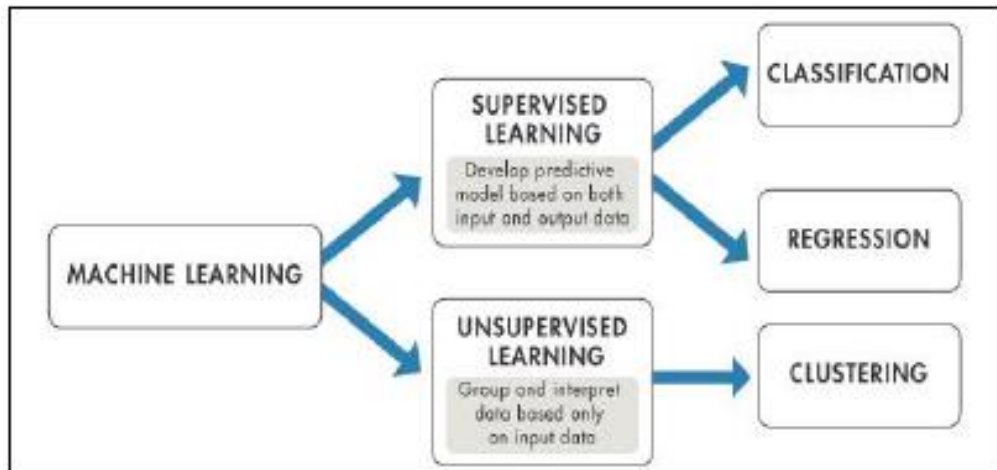 MACHINE LEARNING
SUPERVISED
LEARNING
Develop predictive
model based on both
input and output data
UNSUPERVISED
LEARNING
Group and interpret
data based only
on input data
CLASSIFICATION
REGRESSION
CLUSTERING